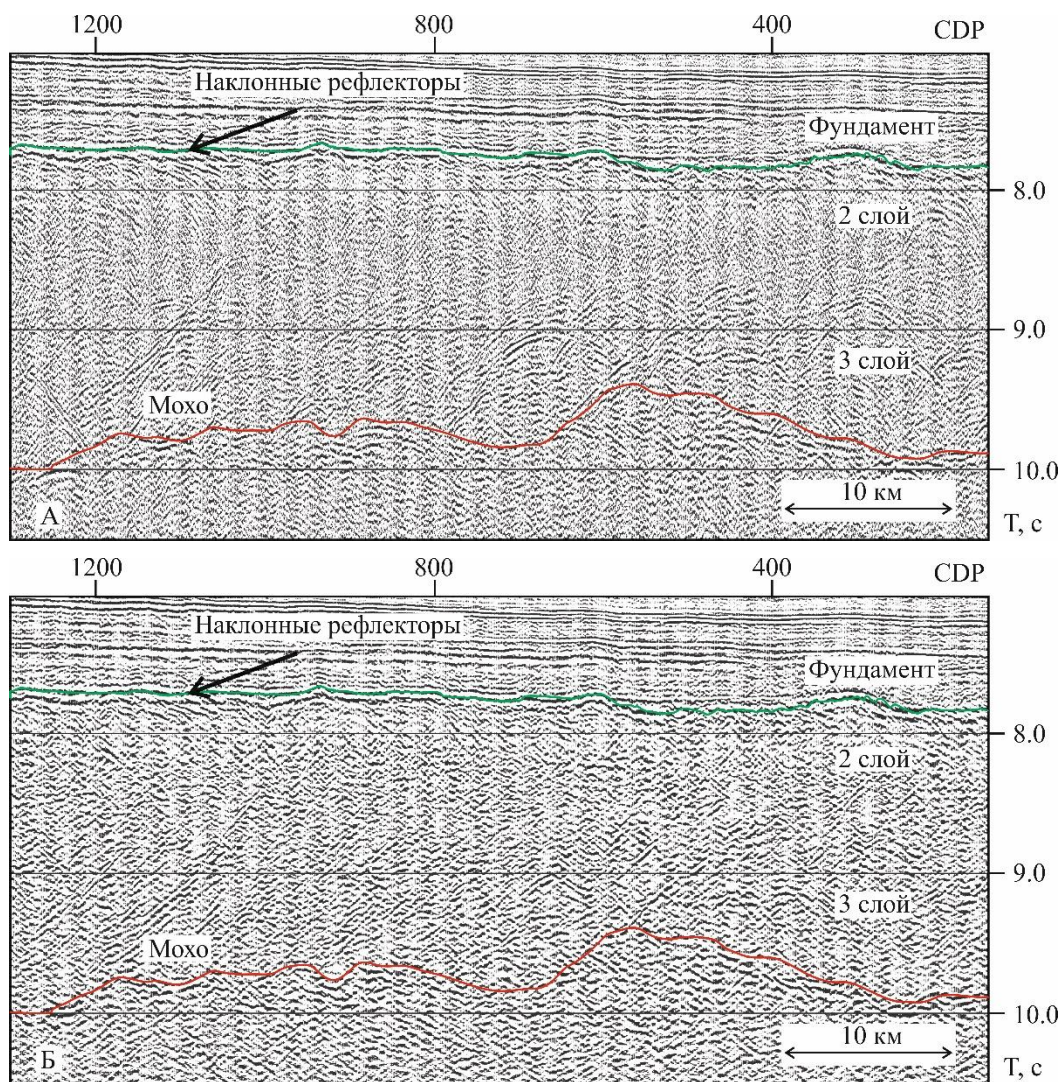 1200 800 400 CDP
Наклонные рефлекторы
Фундамент
8.0
2 слой
9.0
3 слой
Мохо
10.0
10 км
А
Т, с
1200 800 400 CDP
Наклонные рефлекторы
Фундамент
8.0
2 слой
9.0
3 слой
Мохо
10.0
10 км
Б
Т, с